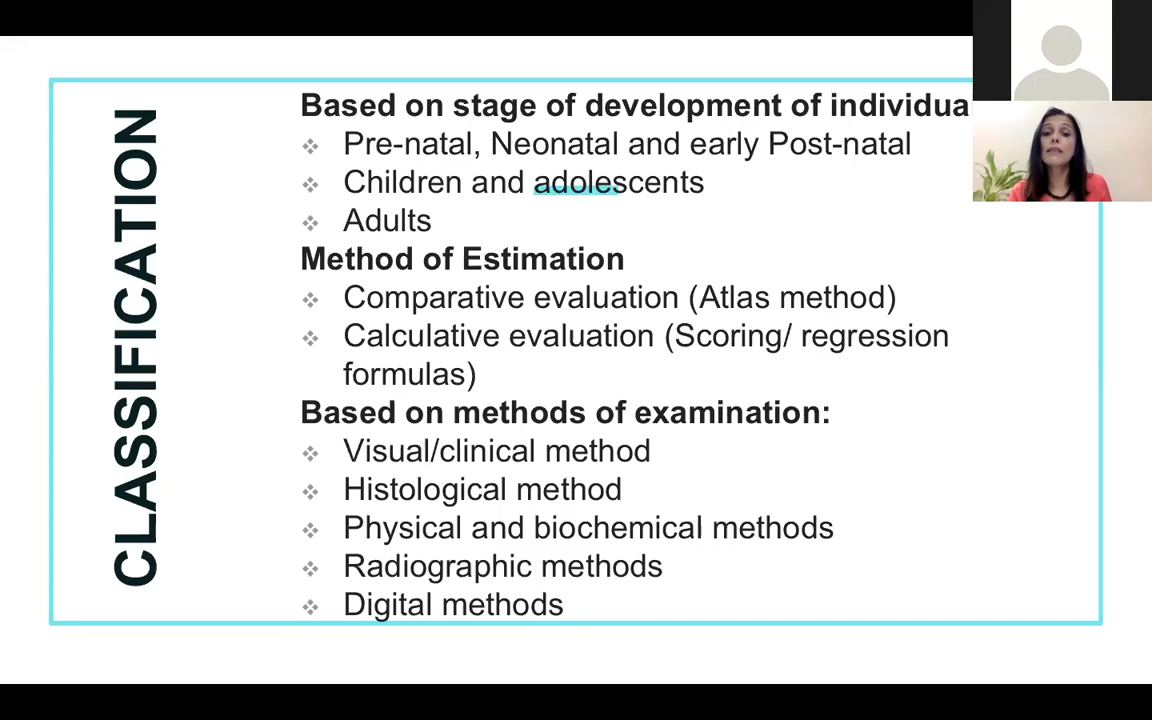 CLASSIFICATION
Based on stage of development of individua
Pre-natal, Neonatal and early Post-natal
Children and adolescents
Adults
Method of Estimation
Comparative evaluation (Atlas method)
Calculative evaluation (Scoring/ regression
formulas)
Based on methods of examination:
Visual/clinical method
Histological method
Physical and biochemical methods
Radiographic methods
Digital methods